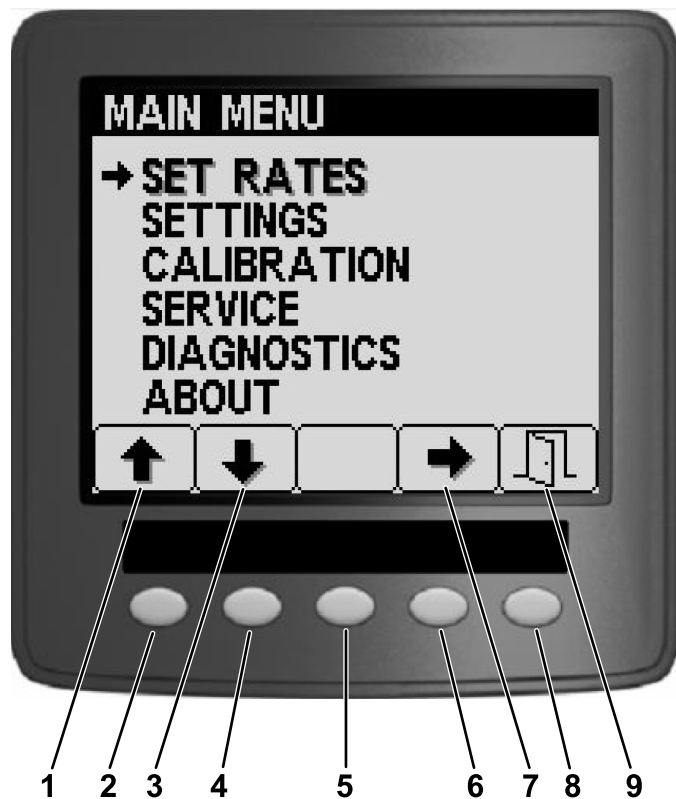 MAIN MENU
SET RATES
SETTINGS
CALIBRATION
SERVICE
DIAGNOSTICS
ABOUT
1 2 3 4 5 6 7 8 9